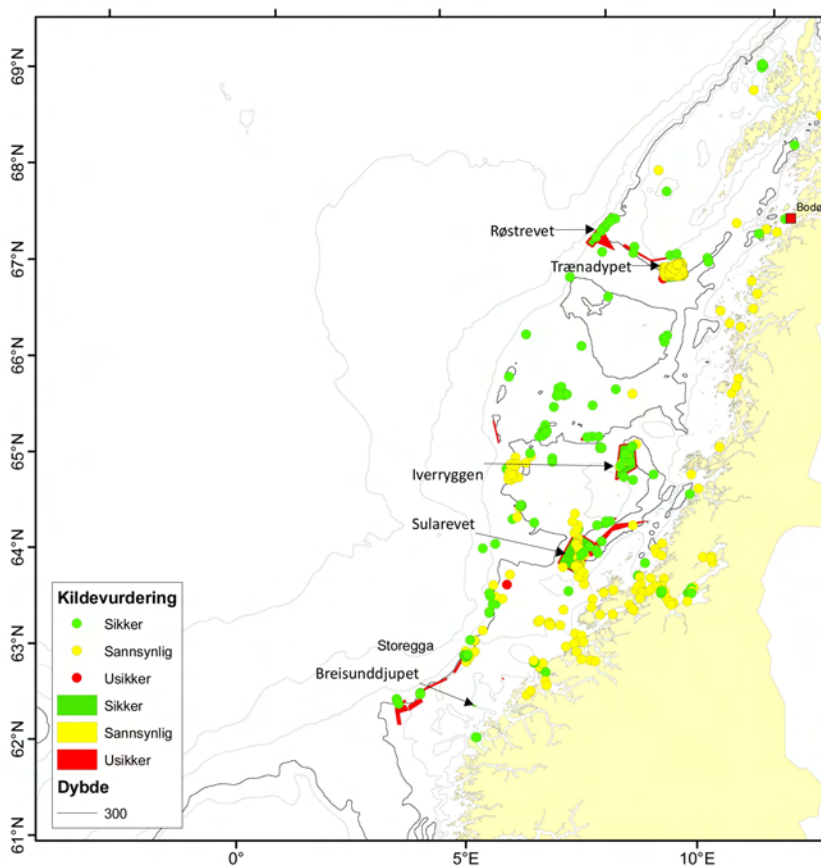 69°N
68°N
67°N
66°N
65°N
64°N
63°N
62°N
61°N
Bodø
Røstrevet
Trænadypet
Iverryggen
Sularevet
Storegga
Breisunddjupet
Kildevurdering
Sikker
Sannsynlig
Usikker
Sikker
Sannsynlig
Usikker
Dybde
300
0°
5°E
10°E